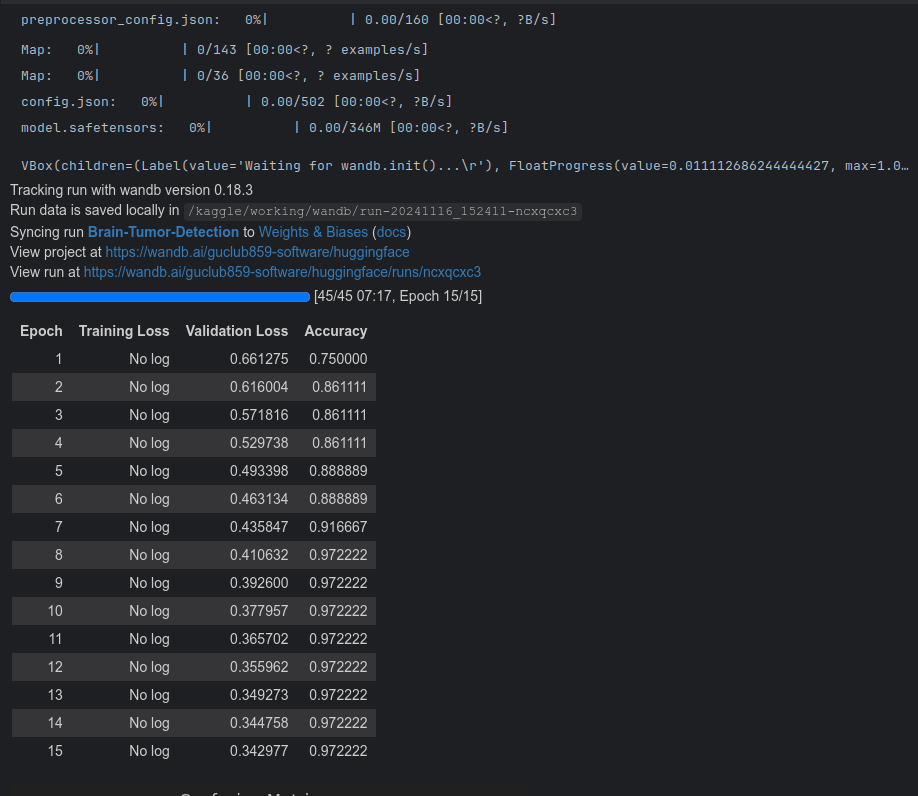 preprocessor_config.json:   0%|          | 0.00/160 [00:00<?, ?B/s]
Map:   0%|          | 0/143 [00:00<?, ? examples/s]
Map:   0%|          | 0/36 [00:00<?, ? examples/s]
config.json:   0%|          | 0.00/502 [00:00<?, ?B/s]
model.safetensors:   0%|          | 0.00/346M [00:00<?, ?B/s]
VBox(children=(Label(value='Waiting for wandb.init()...\r'), FloatProgress(value=0.011112686244444427, max=1.0…
Tracking run with wandb version 0.18.3
Run data is saved locally in /kaggle/working/wandb/run-20241116_152411-ncxqcxc3
Syncing run Brain-Tumor-Detection to Weights & Biases (docs)
View project at https://wandb.ai/guclub859-software/huggingface
View run at https://wandb.ai/guclub859-software/huggingface/runs/ncxqcxc3
[45/45 07:17, Epoch 15/15]
Epoch Training Loss Validation Loss Accuracy
1 No log 0.661275 0.750000
2 No log 0.616004 0.861111
3 No log 0.571816 0.861111
4 No log 0.529738 0.861111
5 No log 0.493398 0.888889
6 No log 0.463134 0.888889
7 No log 0.435847 0.916667
8 No log 0.410632 0.972222
9 No log 0.392600 0.972222
10 No log 0.377957 0.972222
11 No log 0.365702 0.972222
12 No log 0.355962 0.972222
13 No log 0.349273 0.972222
14 No log 0.344758 0.972222
15 No log 0.342977 0.972222